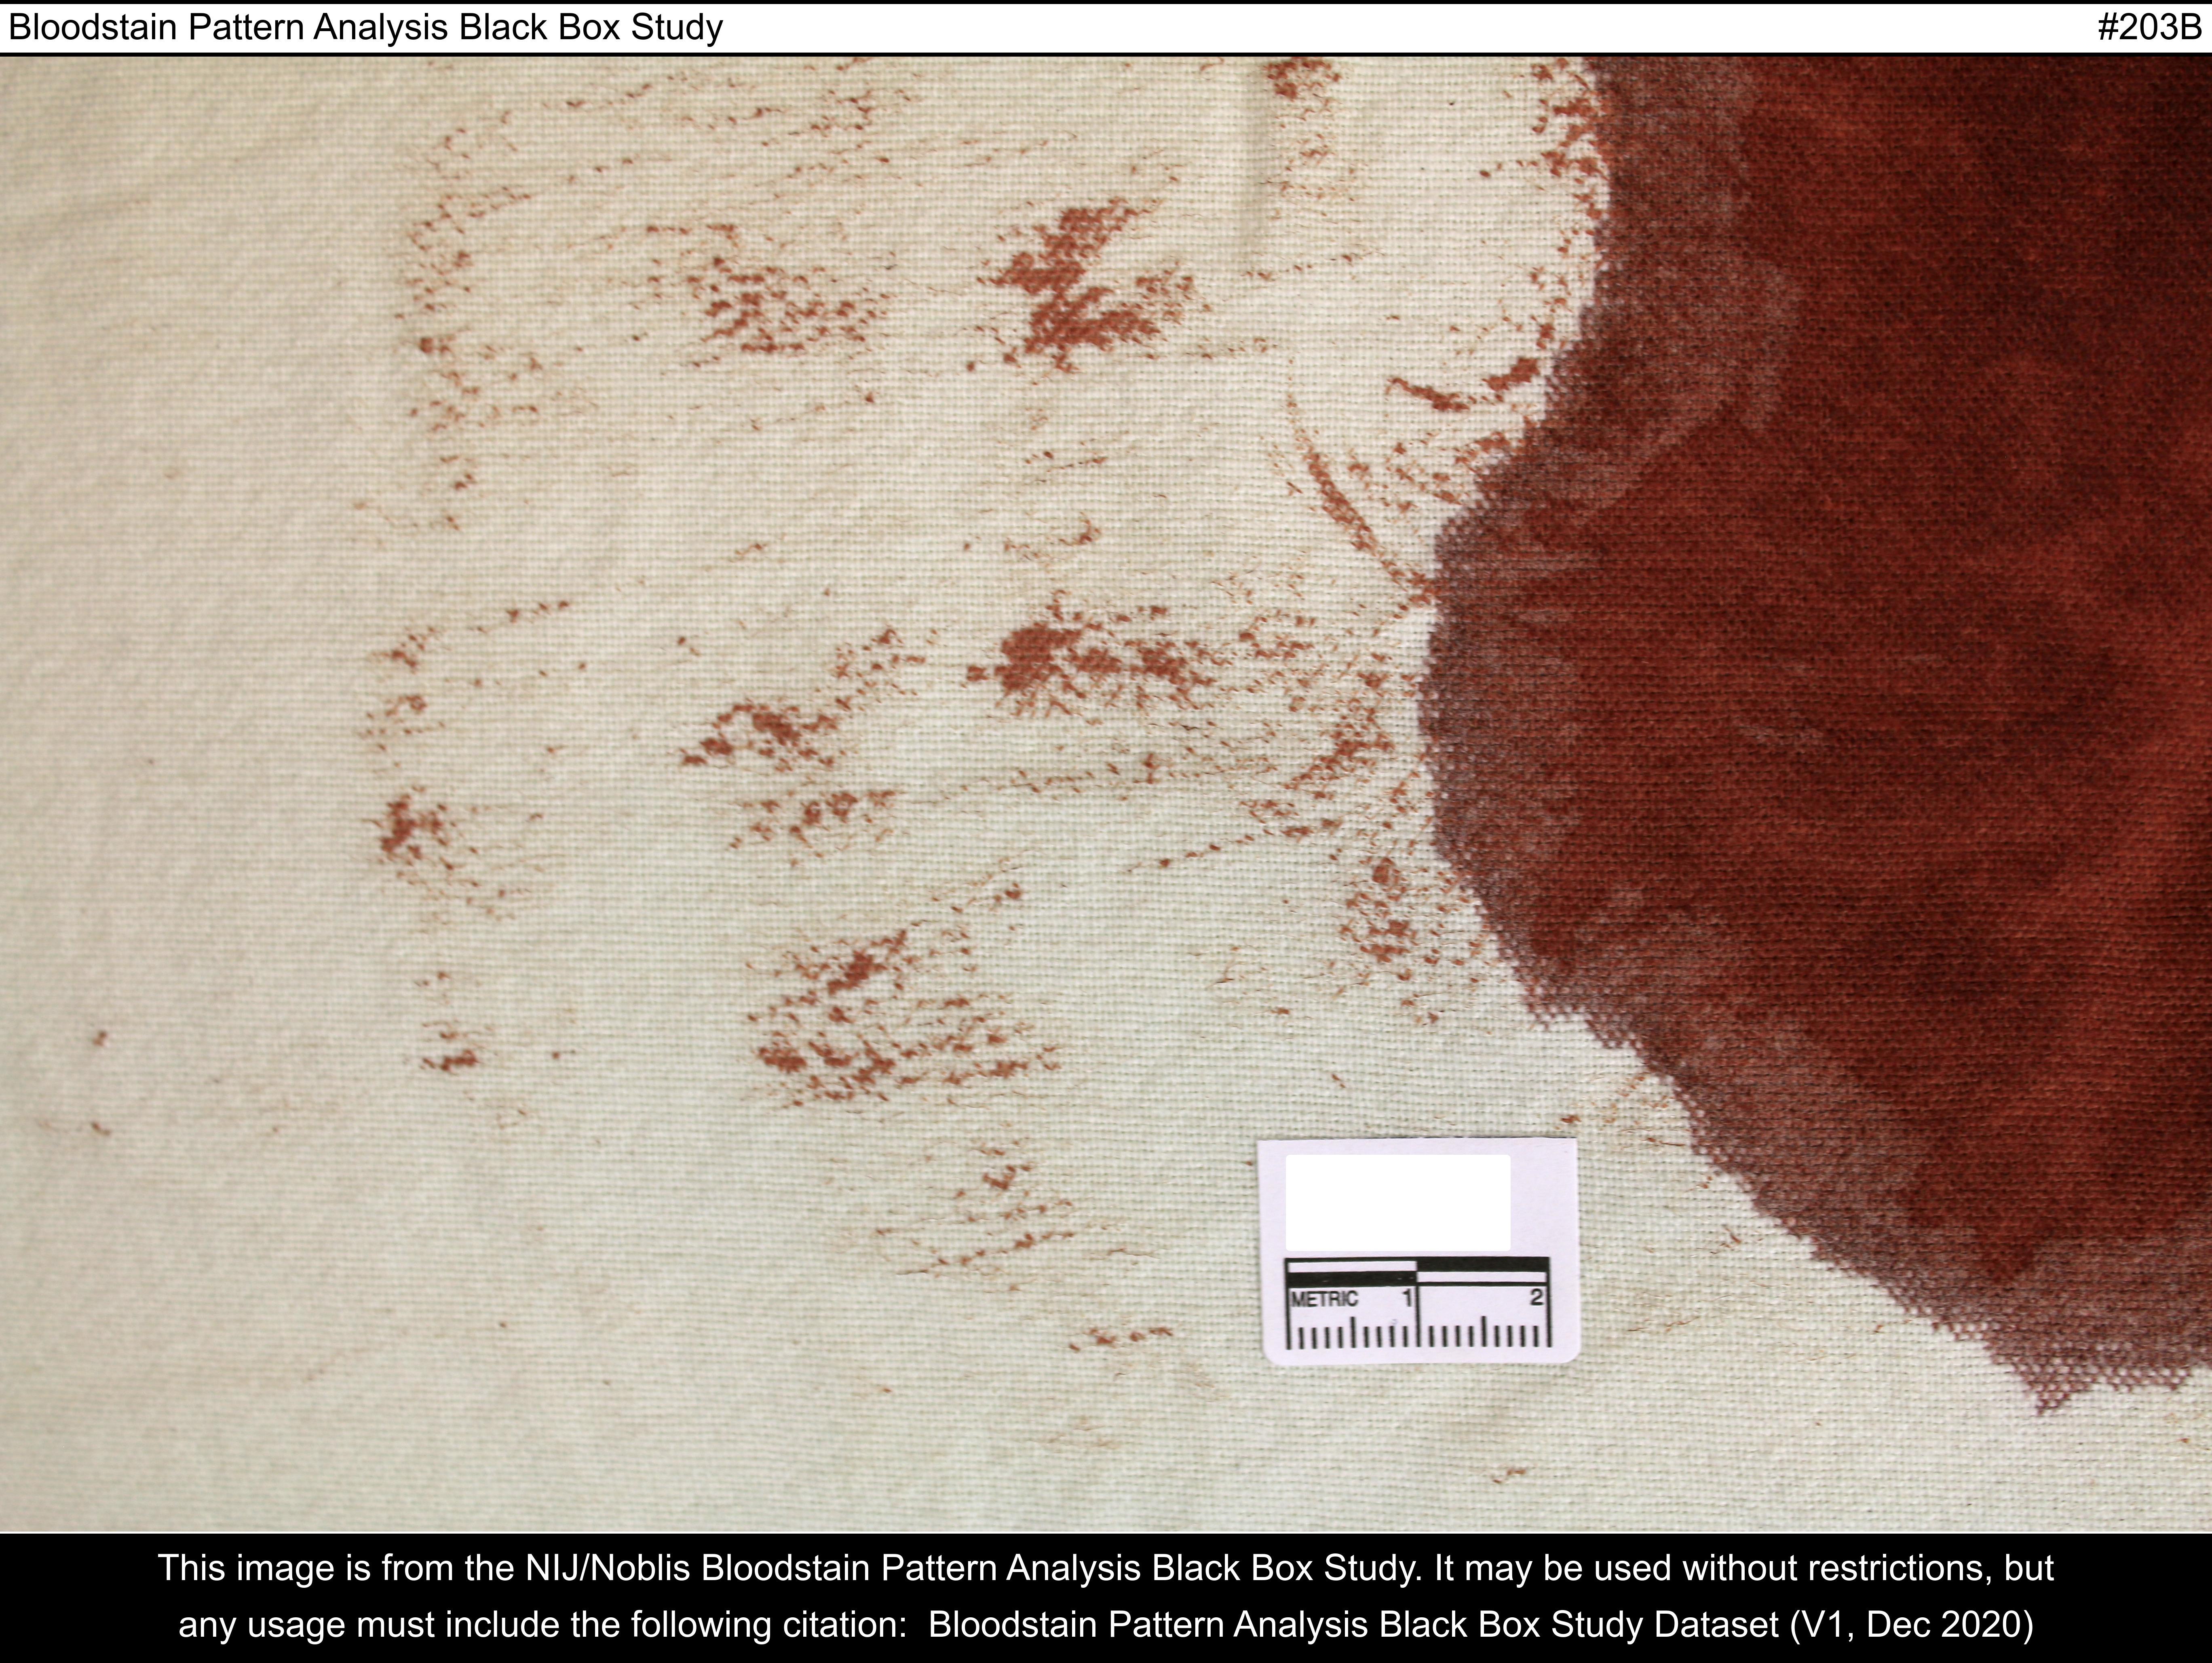 Bloodstain Pattern Analysis Black Box Study #203B
METRIC 1 2
This image is from the NIJ/Noblis Bloodstain Pattern Analysis Black Box Study. It may be used without restrictions, but
any usage must include the following citation: Bloodstain Pattern Analysis Black Box Study Dataset (V1, Dec 2020)